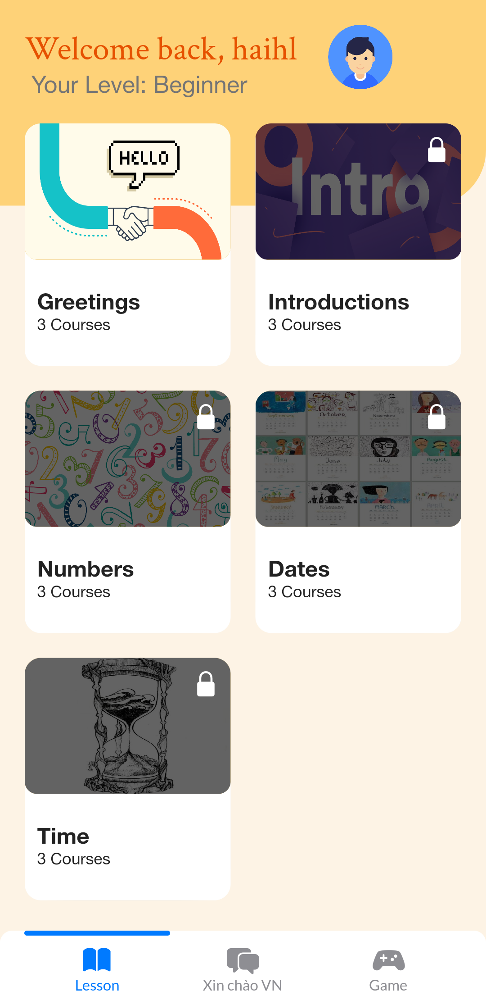 Welcome back, haihl
Your Level: Beginner
HELLO
Intro
Greetings
3 Courses
Introductions
3 Courses
September
October
November
May
June
July
August
JANUARY
FEBRUARY
MARCH
APRIL
Numbers
3 Courses
Dates
3 Courses
Time
3 Courses
Lesson
Xin chào VN
Game